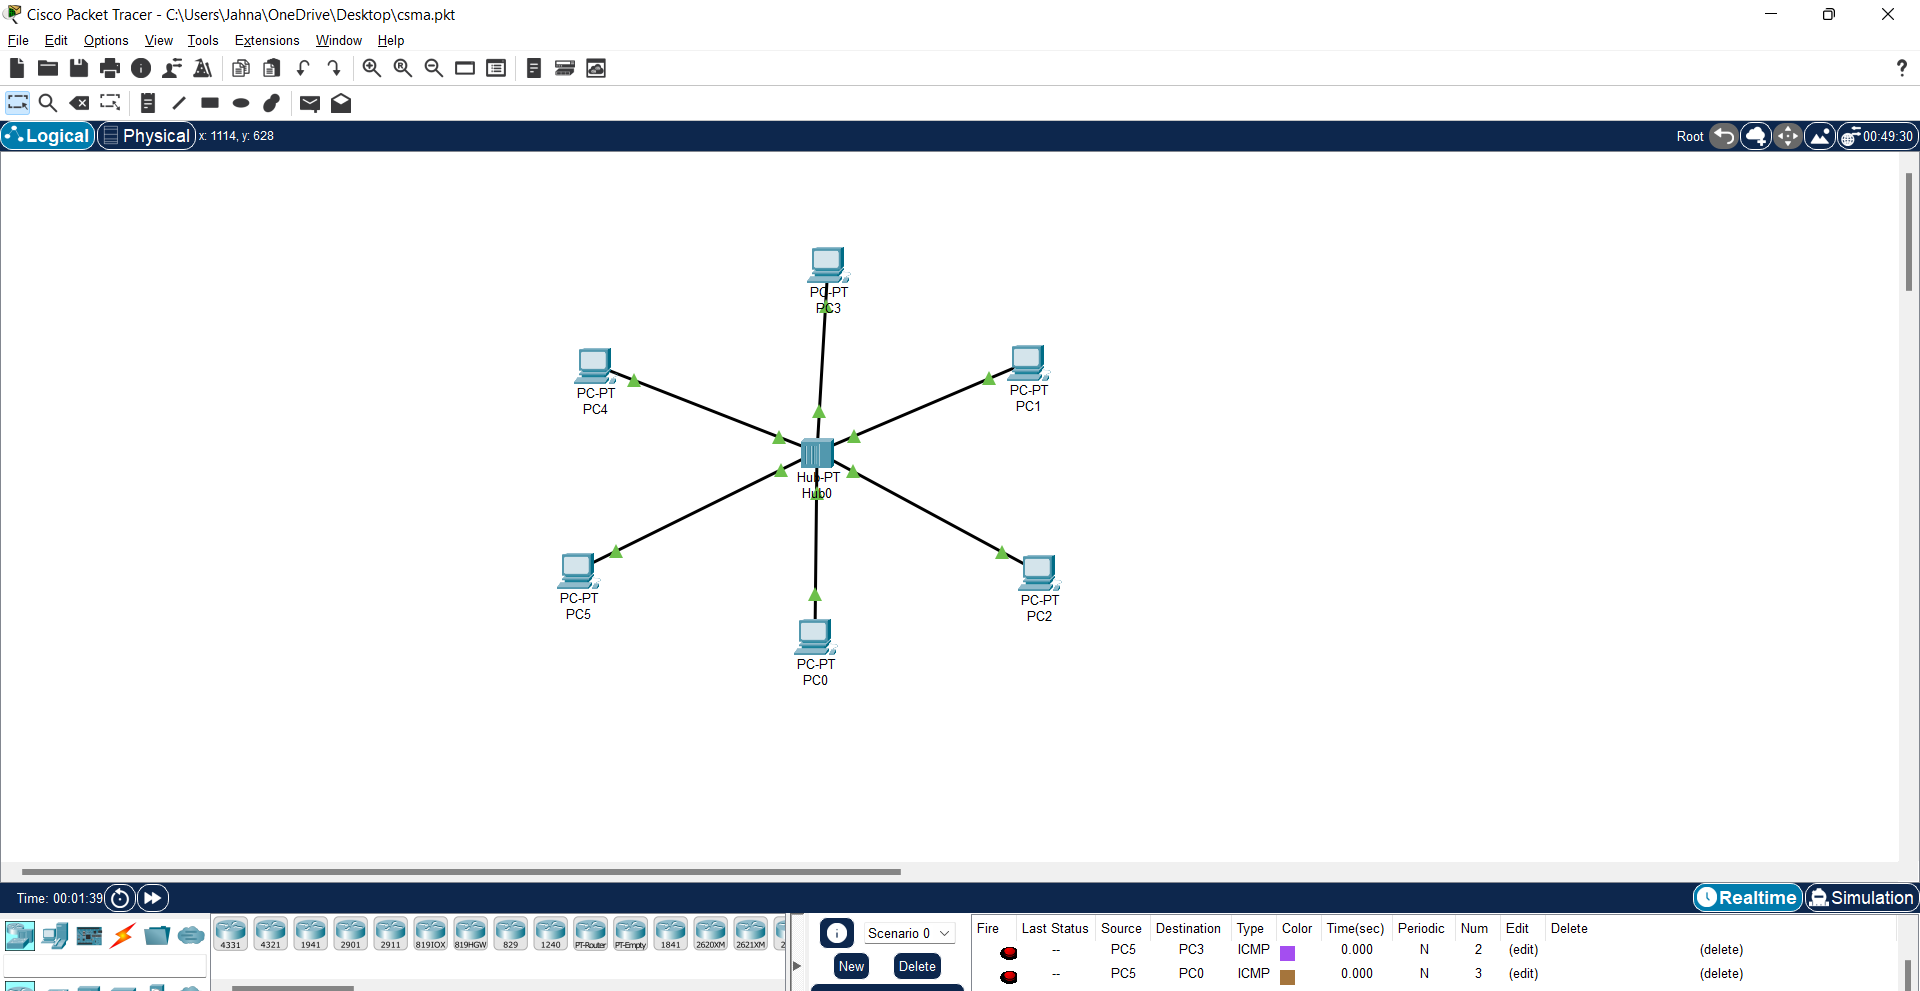 Cisco Packet Tracer - C:\Users\Jahna\OneDrive\Desktop\csma.pkt
File Edit Options View Tools Extensions Window Help
?
Logical Physical x: 1114, y: 628 Root 00:49:30
PC-PT
PC3
PC-PT
PC4
PC-PT
PC1
Hub-PT
Hub0
PC-PT
PC5
PC-PT
PC2
PC-PT
PC0
Time: 00:01:39 Realtime Simulation
4331 4321 1941 2901 2911 819IOX 819HGW 829 1240 PT-Router PT-Empty 1841 2620XM 2621XM 2
Scenario 0
New Delete
Fire Last Status Source Destination Type Color Time(sec) Periodic Num Edit Delete
-- PC5 PC3 ICMP 0.000 N 2 (edit) (delete)
-- PC5 PC0 ICMP 0.000 N 3 (edit) (delete)